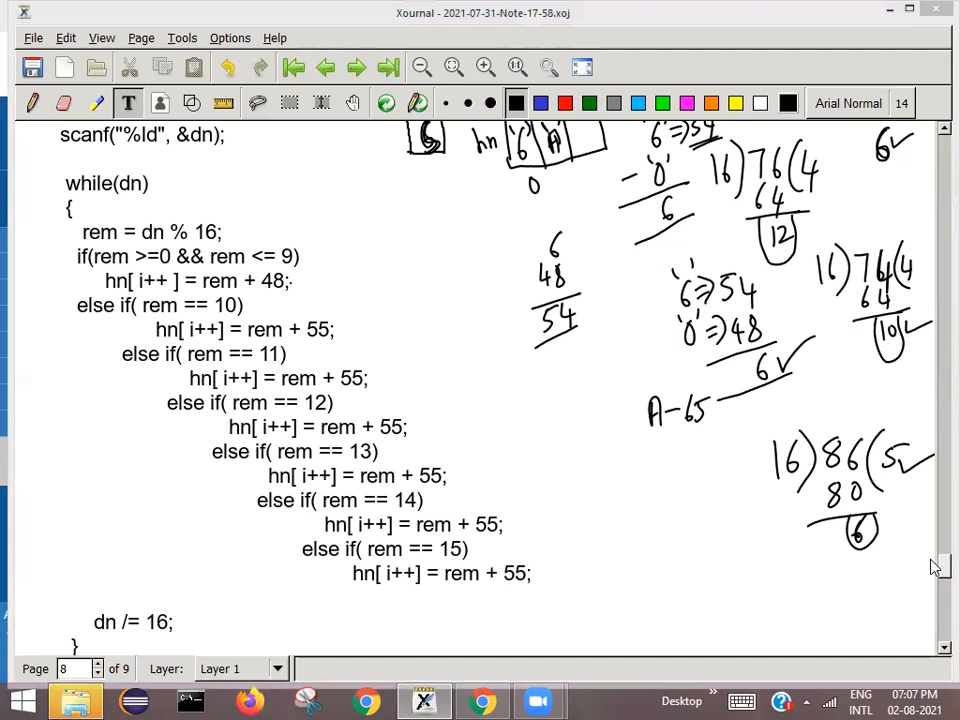 Xournal - 2021-07-31-Note-17-58.xoj
File Edit View Page Tools Options Help
T Arial Normal 14
scanf("%ld", &dn);
while(dn)
{
rem = dn % 16;
if(rem >=0 && rem <= 9)
hn[ i++ ] = rem + 48;
else if( rem == 10)
hn[ i++] = rem + 55;
else if( rem == 11)
hn[ i++] = rem + 55;
else if( rem == 12)
hn[ i++] = rem + 55;
else if( rem == 13)
hn[ i++] = rem + 55;
else if( rem == 14)
hn[ i++] = rem + 55;
else if( rem == 15)
hn[ i++] = rem + 55;
dn /= 16;
}
hn '6' 'A'
0
6
48
54
'6' => 54
- '0'
6
16)76(4
64
12
6
'6' => 54
'0' => 48
6
A-65
16)764(4
64
10
16)86(5
80
6
Page 8 of 9 Layer: Layer 1
Desktop » ENG INTL 07:07 PM 02-08-2021